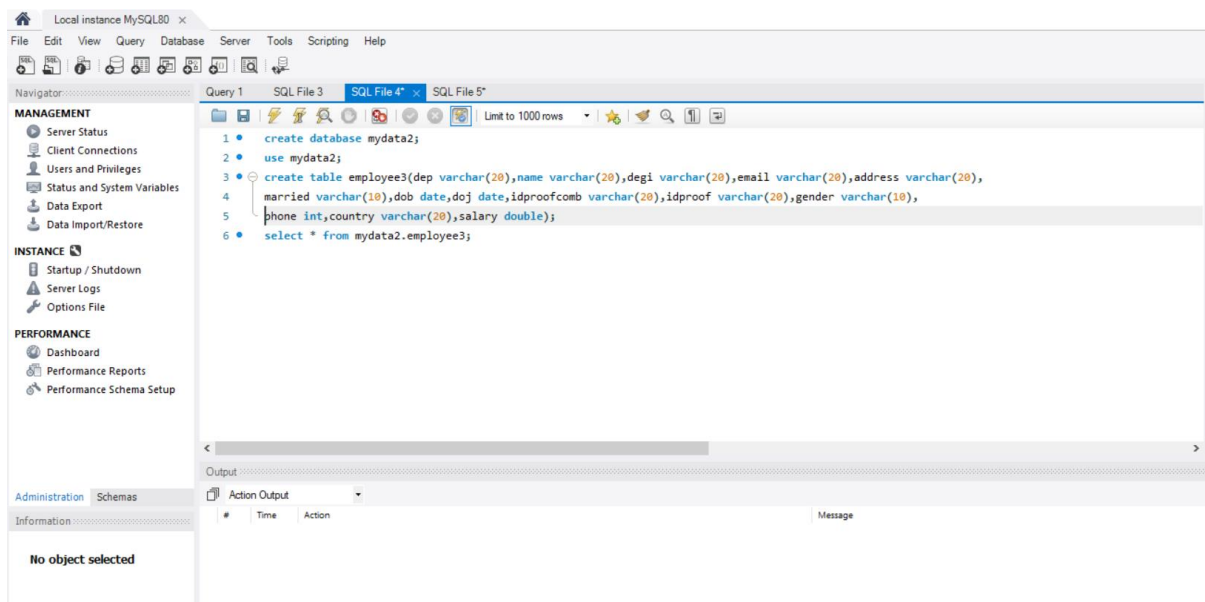 Local instance MySQL80 ×
File Edit View Query Database Server Tools Scripting Help
Navigator
MANAGEMENT
Server Status
Client Connections
Users and Privileges
Status and System Variables
Data Export
Data Import/Restore
INSTANCE
Startup / Shutdown
Server Logs
Options File
PERFORMANCE
Dashboard
Performance Reports
Performance Schema Setup
Administration Schemas
Information
No object selected
Query 1 SQL File 3 SQL File 4* × SQL File 5*
Limit to 1000 rows
1 create database mydata2;
2 use mydata2;
3 create table employee3(dep varchar(20),name varchar(20),degi varchar(20),email varchar(20),address varchar(20),
4 married varchar(10),dob date,doj date,idproofcomb varchar(20),idproof varchar(20),gender varchar(10),
5 phone int,country varchar(20),salary double);
6 select * from mydata2.employee3;
Output
Action Output
# Time Action Message